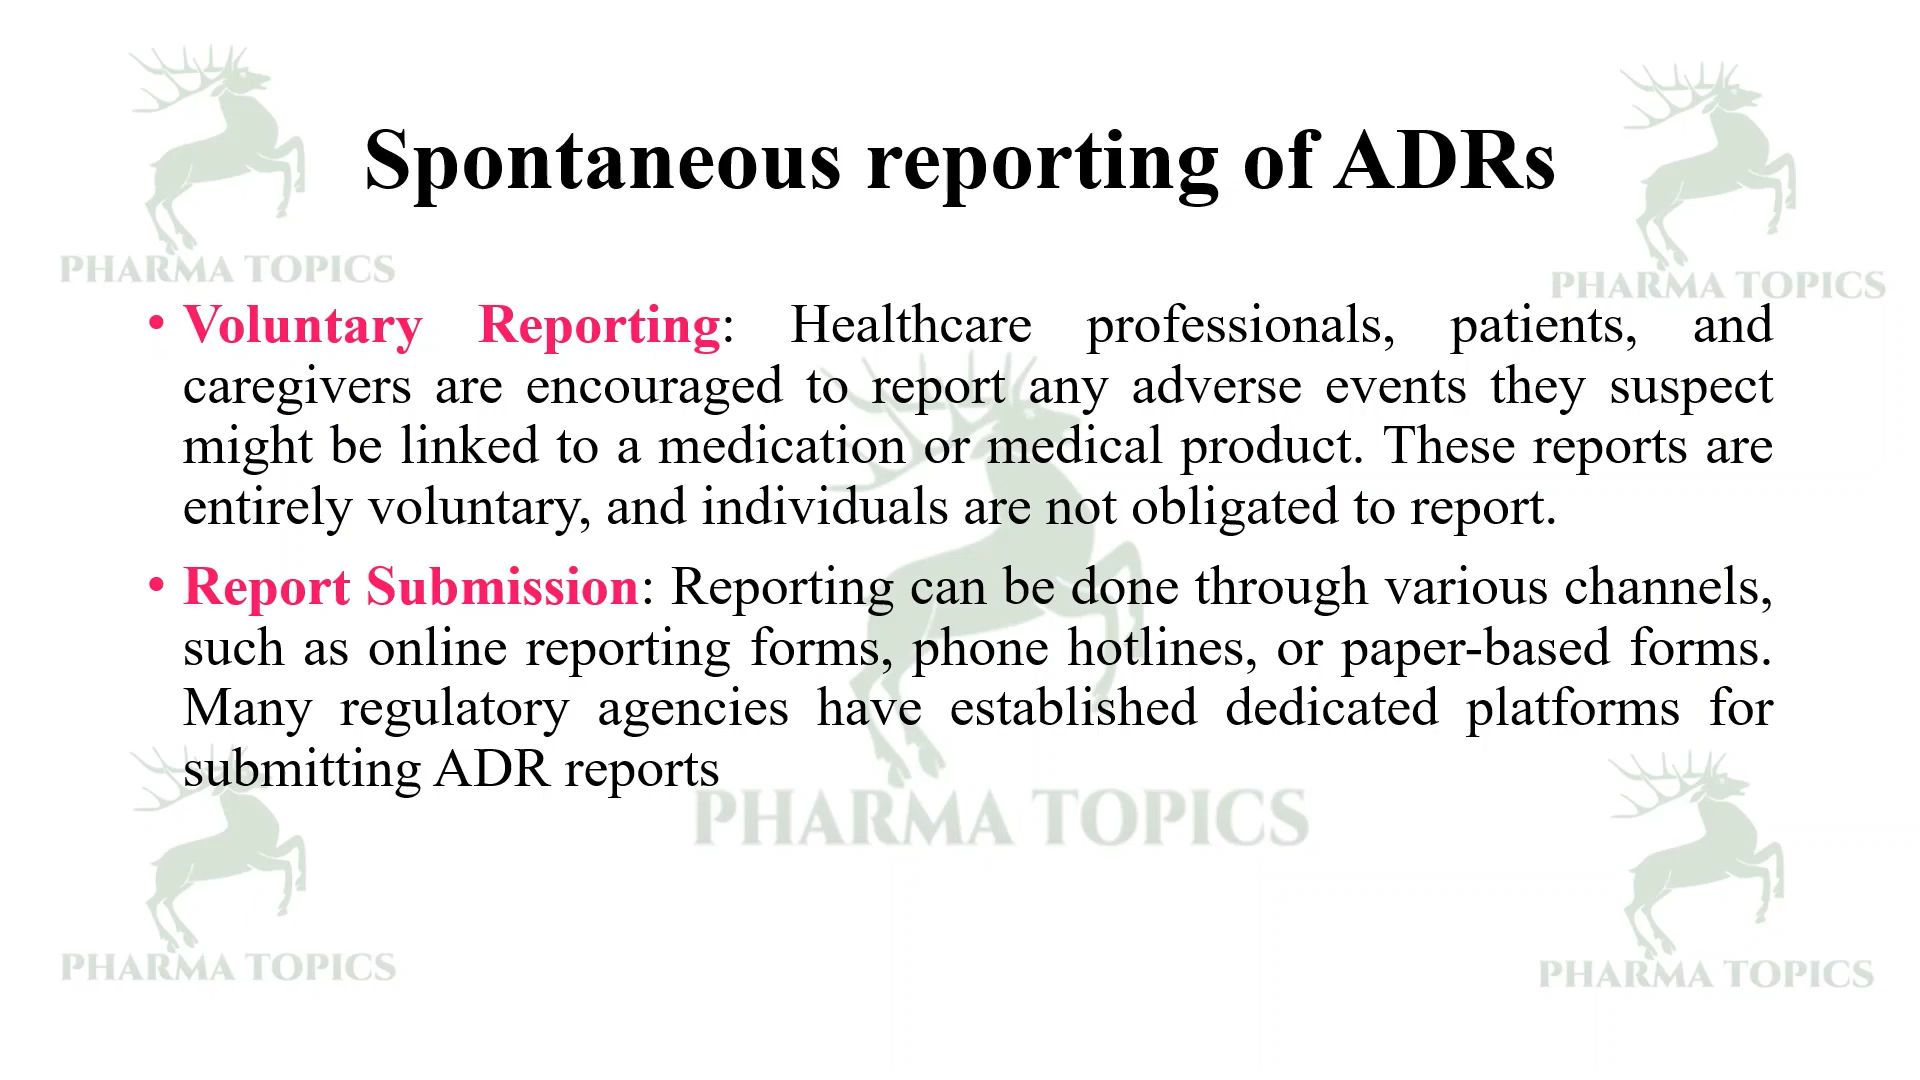 Spontaneous reporting of ADRs
PHARMA TOPICS
PHARMA TOPICS
• Voluntary Reporting: Healthcare professionals, patients, and
caregivers are encouraged to report any adverse events they suspect
might be linked to a medication or medical product. These reports are
entirely voluntary, and individuals are not obligated to report.
• Report Submission: Reporting can be done through various channels,
such as online reporting forms, phone hotlines, or paper-based forms.
Many regulatory agencies have established dedicated platforms for
submitting ADR reports
PHARMA TOPICS
PHARMA TOPICS
PHARMA TOPICS